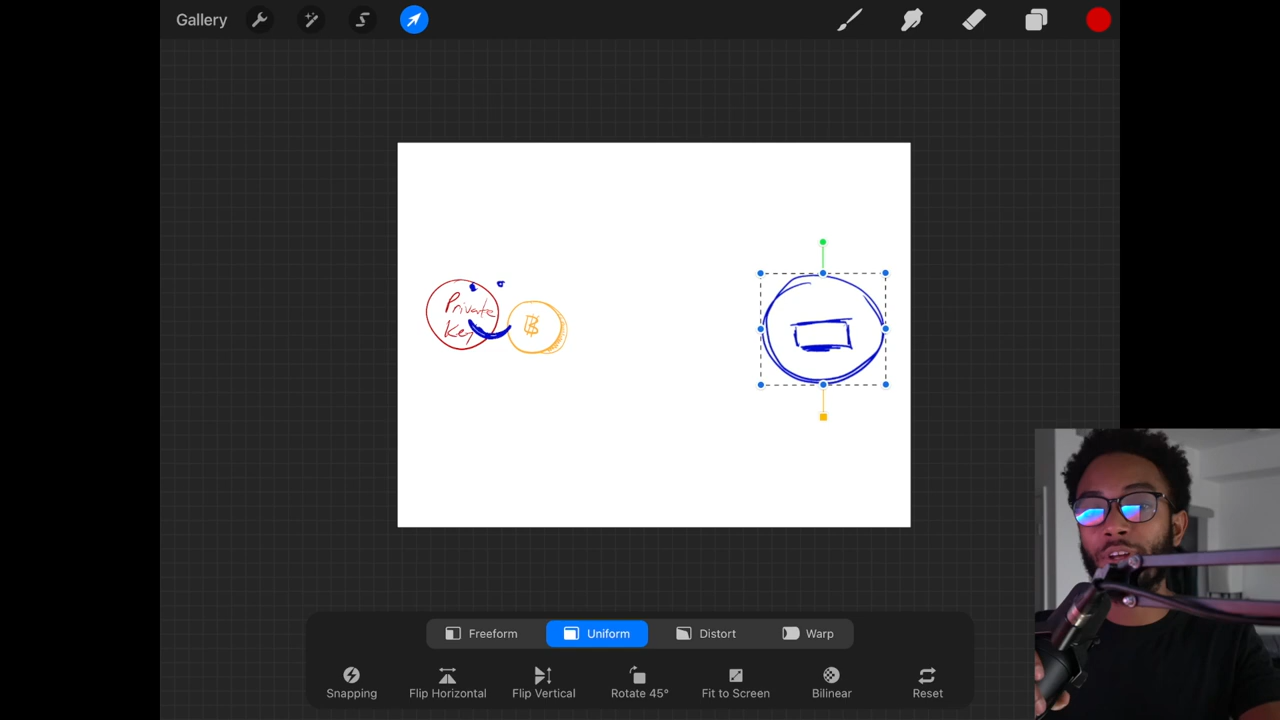 Gallery
Private
Key
Freeform
Uniform
Distort
Warp
Snapping
Flip Horizontal
Flip Vertical
Rotate 45°
Fit to Screen
Bilinear
Reset